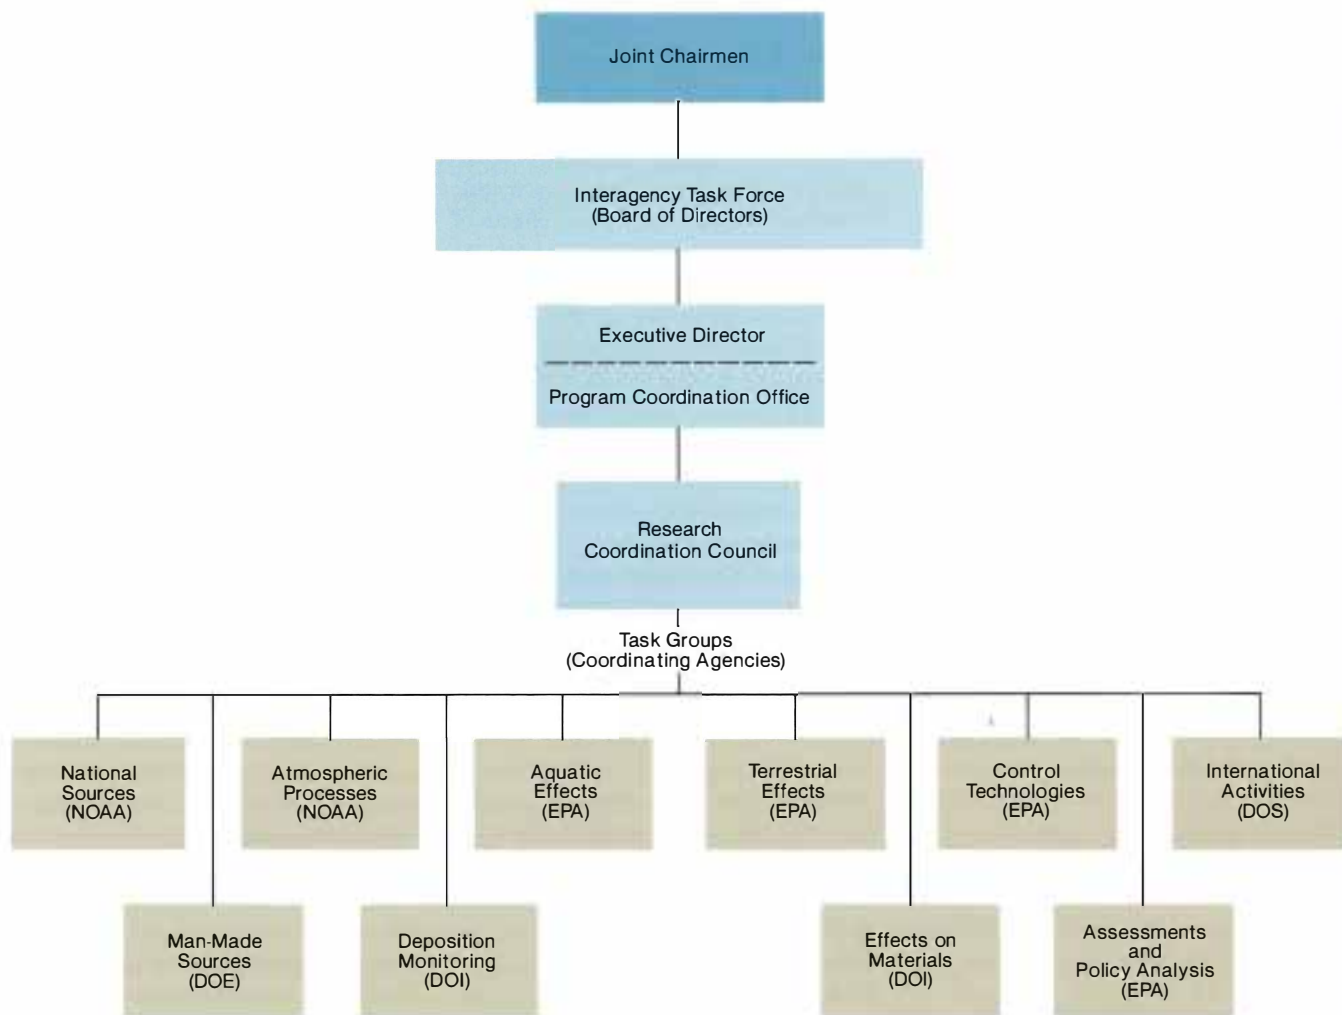 Joint Chairmen
Interagency Task Force
(Board of Directors)
Executive Director
Program Coordination Office
Research
Coordination Council
Task Groups
(Coordinating Agencies)
National
Sources
(NOAA)
Atmospheric
Processes
(NOAA)
Aquatic
Effects
(EPA)
Terrestrial
Effects
(EPA)
Control
Technologies
(EPA)
International
Activities
(DOS)
Man-Made
Sources
(DOE)
Deposition
Monitoring
(DOI)
Effects on
Materials
(DOI)
Assessments
and
Policy Analysis
(EPA)